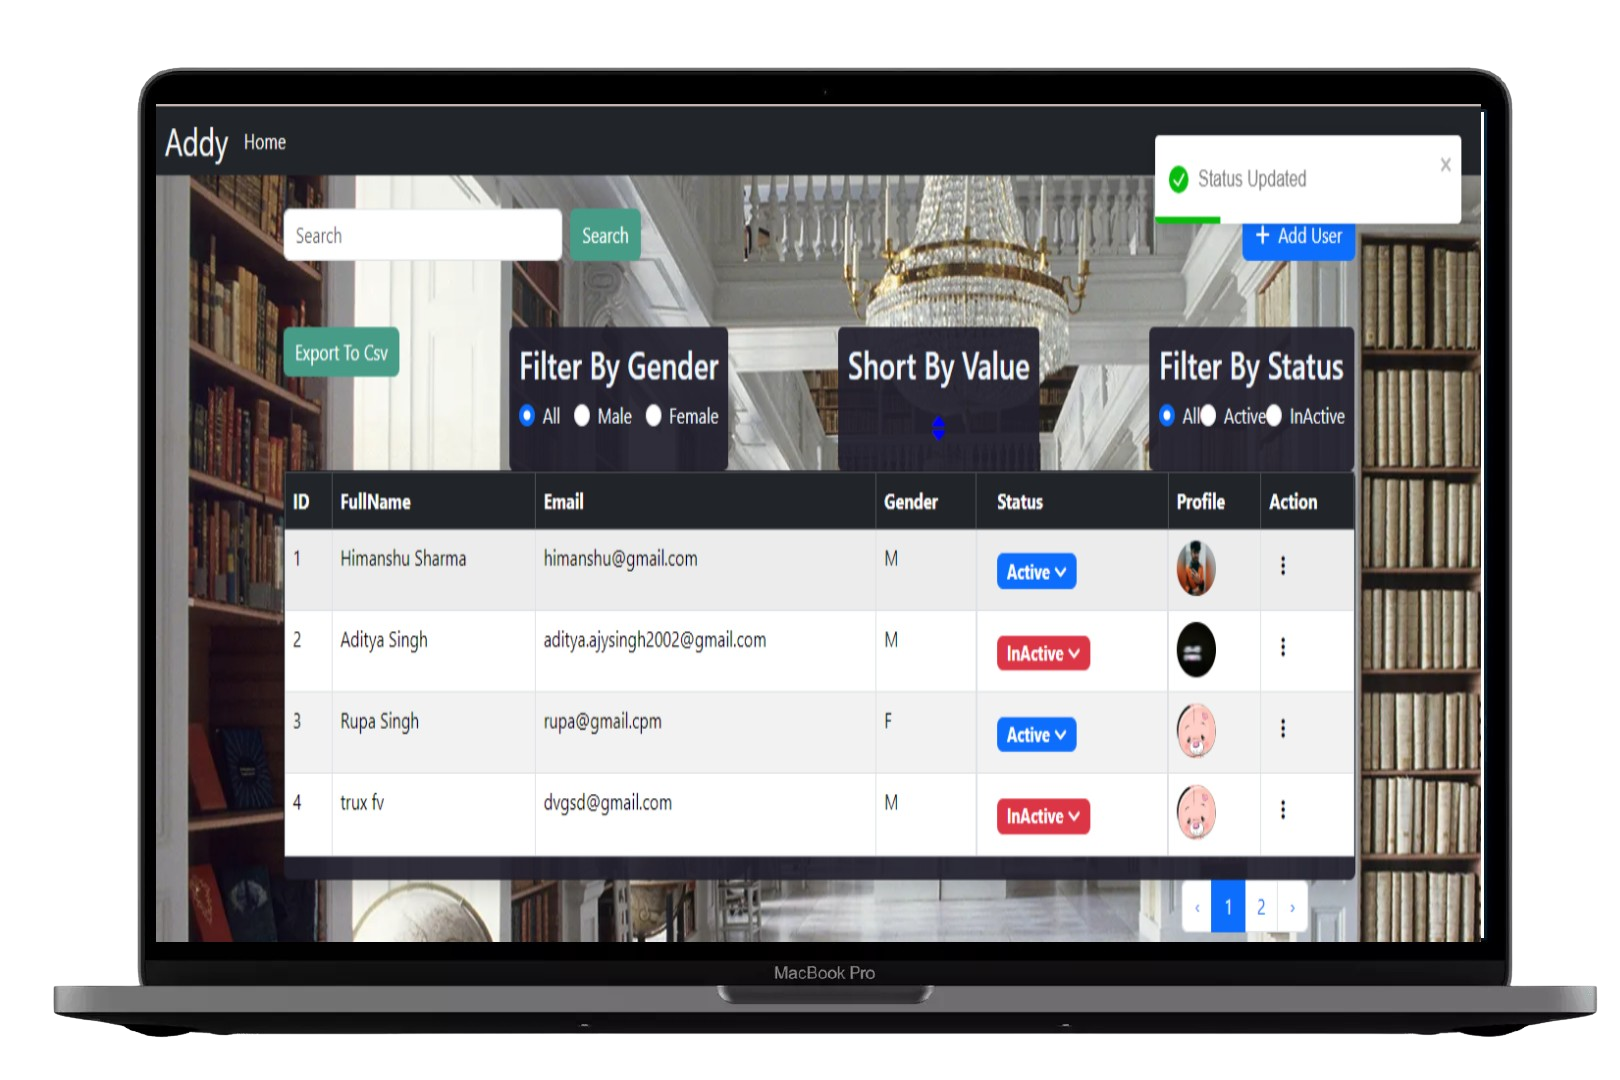 Addy Home
Status Updated ×
Search Search + Add User
Export To Csv
Filter By Gender
All Male Female
Short By Value
Filter By Status
All Active InActive
ID FullName Email Gender Status Profile Action
1 Himanshu Sharma himanshu@gmail.com M Active
2 Aditya Singh aditya.ajysingh2002@gmail.com M InActive
3 Rupa Singh rupa@gmail.cpm F Active
4 trux fv dvgsd@gmail.com M InActive
‹ 1 2 ›
MacBook Pro